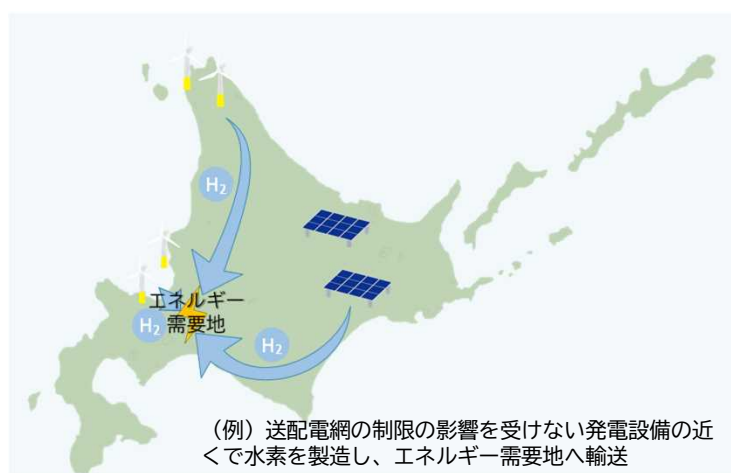 H₂
エネルギー
需要地
H₂
H₂
（例）送配電網の制限の影響を受けない発電設備の近
くで水素を製造し、エネルギー需要地へ輸送